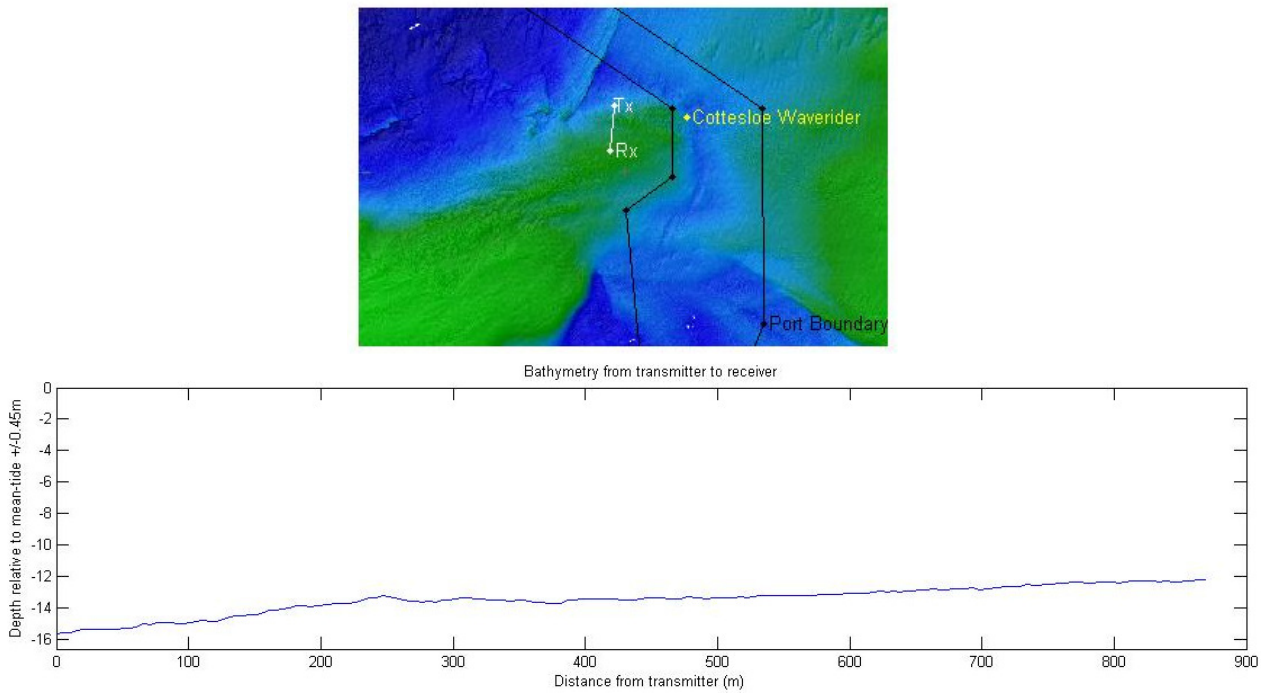 Tx
Cottesloe Waverider
Rx
Port Boundary
Bathymetry from transmitter to receiver
Depth relative to mean-tide +/-0.45m
0
-2
-4
-6
-8
-10
-12
-14
-16
0 100 200 300 400 500 600 700 800 900
Distance from transmitter (m)